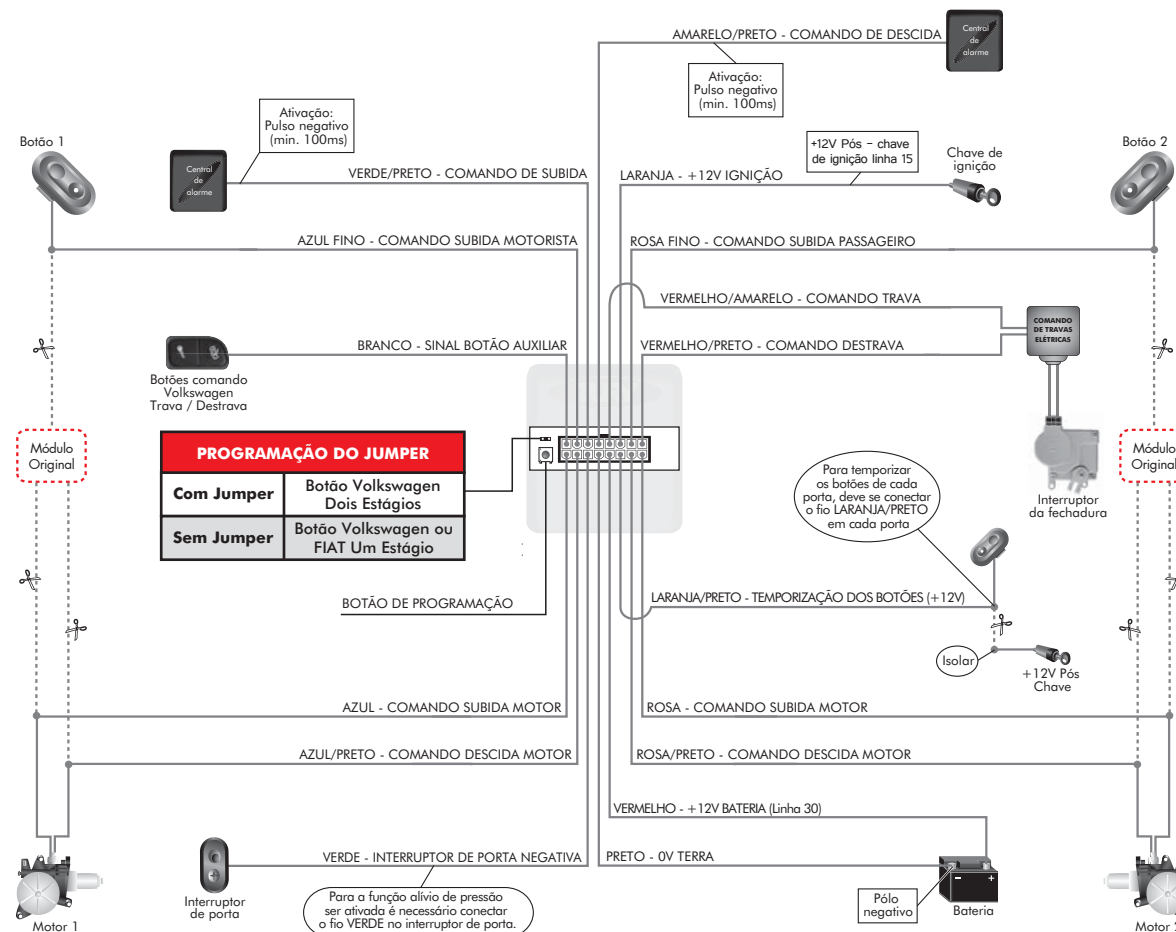 AMARELO/PRETO - COMANDO DE DESCIDA
Central
de
alarme
Ativação:
Pulso negativo
(min. 100ms)
Ativação:
Pulso negativo
(min. 100ms)
Botão 1
Central
de
alarme
VERDE/PRETO - COMANDO DE SUBIDA
+12V Pós - chave
de ignição linha 15
Chave de
ignição
Botão 2
LARANJA - +12V IGNIÇÃO
AZUL FINO - COMANDO SUBIDA MOTORISTA
ROSA FINO - COMANDO SUBIDA PASSAGEIRO
VERMELHO/AMARELO - COMANDO TRAVA
COMANDO
DE TRAVAS
ELÉTRICAS
BRANCO - SINAL BOTÃO AUXILIAR
VERMELHO/PRETO - COMANDO DESTRAVA
Botões comando
Volkswagen
Trava / Destrava
Módulo
Original
PROGRAMAÇÃO DO JUMPER
Com Jumper
Botão Volkswagen
Dois Estágios
Sem Jumper
Botão Volkswagen ou
FIAT Um Estágio
Módulo
Original
Para temporizar
os botões de cada
porta, deve se conectar
o fio LARANJA/PRETO
em cada porta
Interruptor
da fechadura
BOTÃO DE PROGRAMAÇÃO
LARANJA/PRETO - TEMPORIZAÇÃO DOS BOTÕES (+12V)
Isolar
+12V Pós
Chave
AZUL - COMANDO SUBIDA MOTOR
ROSA - COMANDO SUBIDA MOTOR
AZUL/PRETO - COMANDO DESCIDA MOTOR
ROSA/PRETO - COMANDO DESCIDA MOTOR
VERMELHO - +12V BATERIA (Linha 30)
VERDE - INTERRUPTOR DE PORTA NEGATIVA
PRETO - 0V TERRA
Interruptor
de porta
Para a função alívio de pressão
ser ativada é necessário conectar
o fio VERDE no interruptor de porta.
Pólo
negativo
- +
Bateria
Motor 1
Motor 2